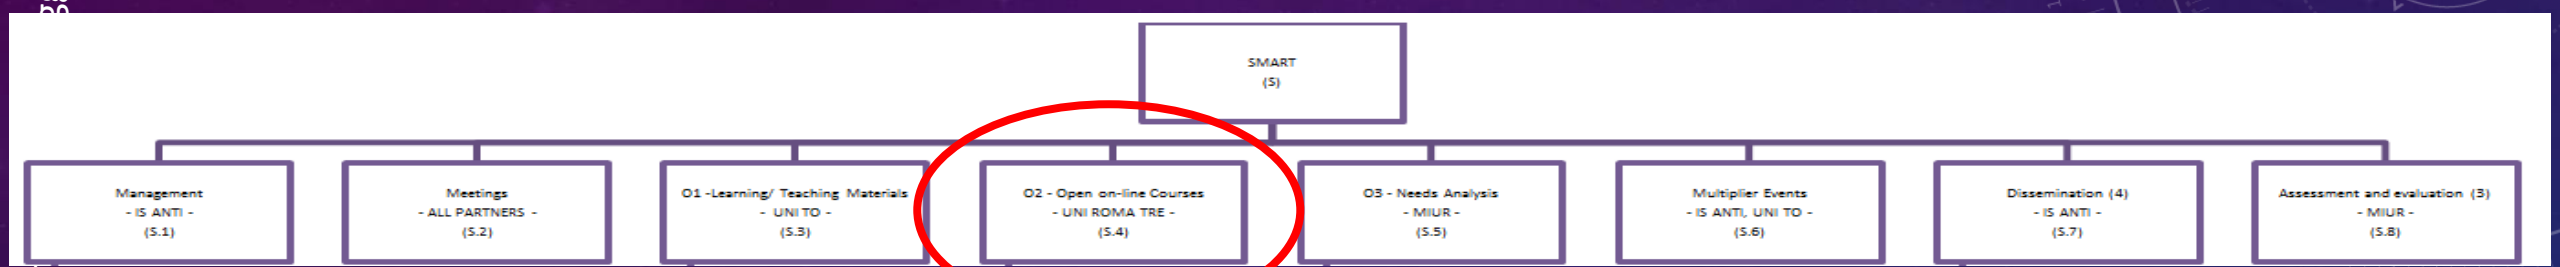 SMART
(S)
Management
- IS ANTI -
(S.1)
Meetings
- ALL PARTNERS -
(S.2)
O1 -Learning/ Teaching Materials
- UNI TO -
(S.3)
O2 - Open on-line Courses
- UNI ROMA TRE -
(S.4)
O3 - Needs Analysis
- MIUR -
(S.5)
Multiplier Events
- IS ANTI, UNI TO -
(S.6)
Dissemination (4)
- IS ANTI -
(S.7)
Assessment and evaluation (3)
- MIUR -
(S.8)